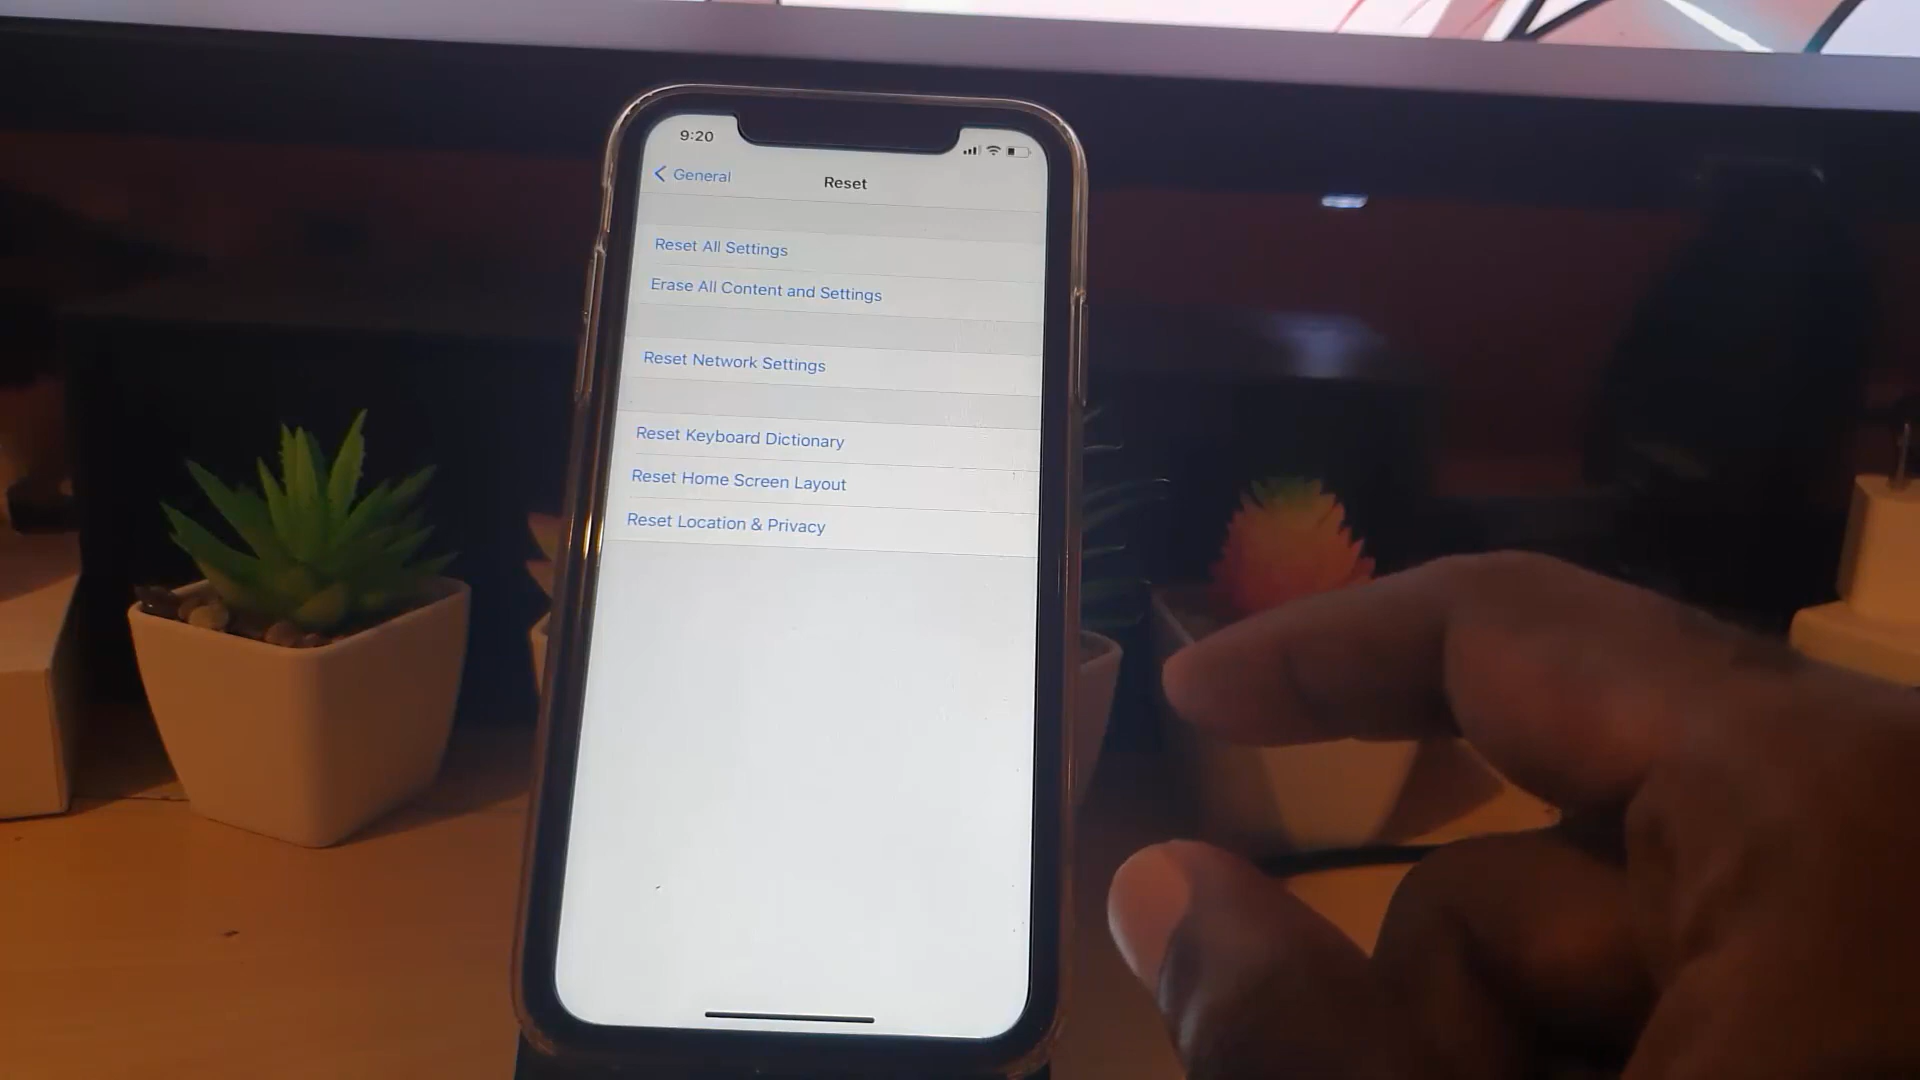 9:20
General
Reset
Reset All Settings
Erase All Content and Settings
Reset Network Settings
Reset Keyboard Dictionary
Reset Home Screen Layout
Reset Location & Privacy